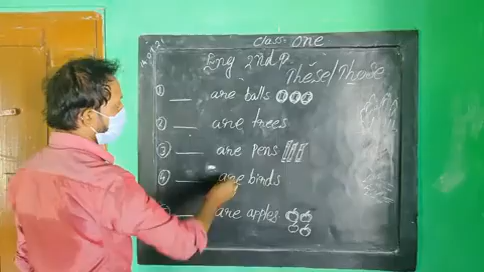 Class: One
Eng 2nd P
These/Those
① ___ are balls
② ___ are trees
③ ___ are pens
④ ___ are birds
___ are apples